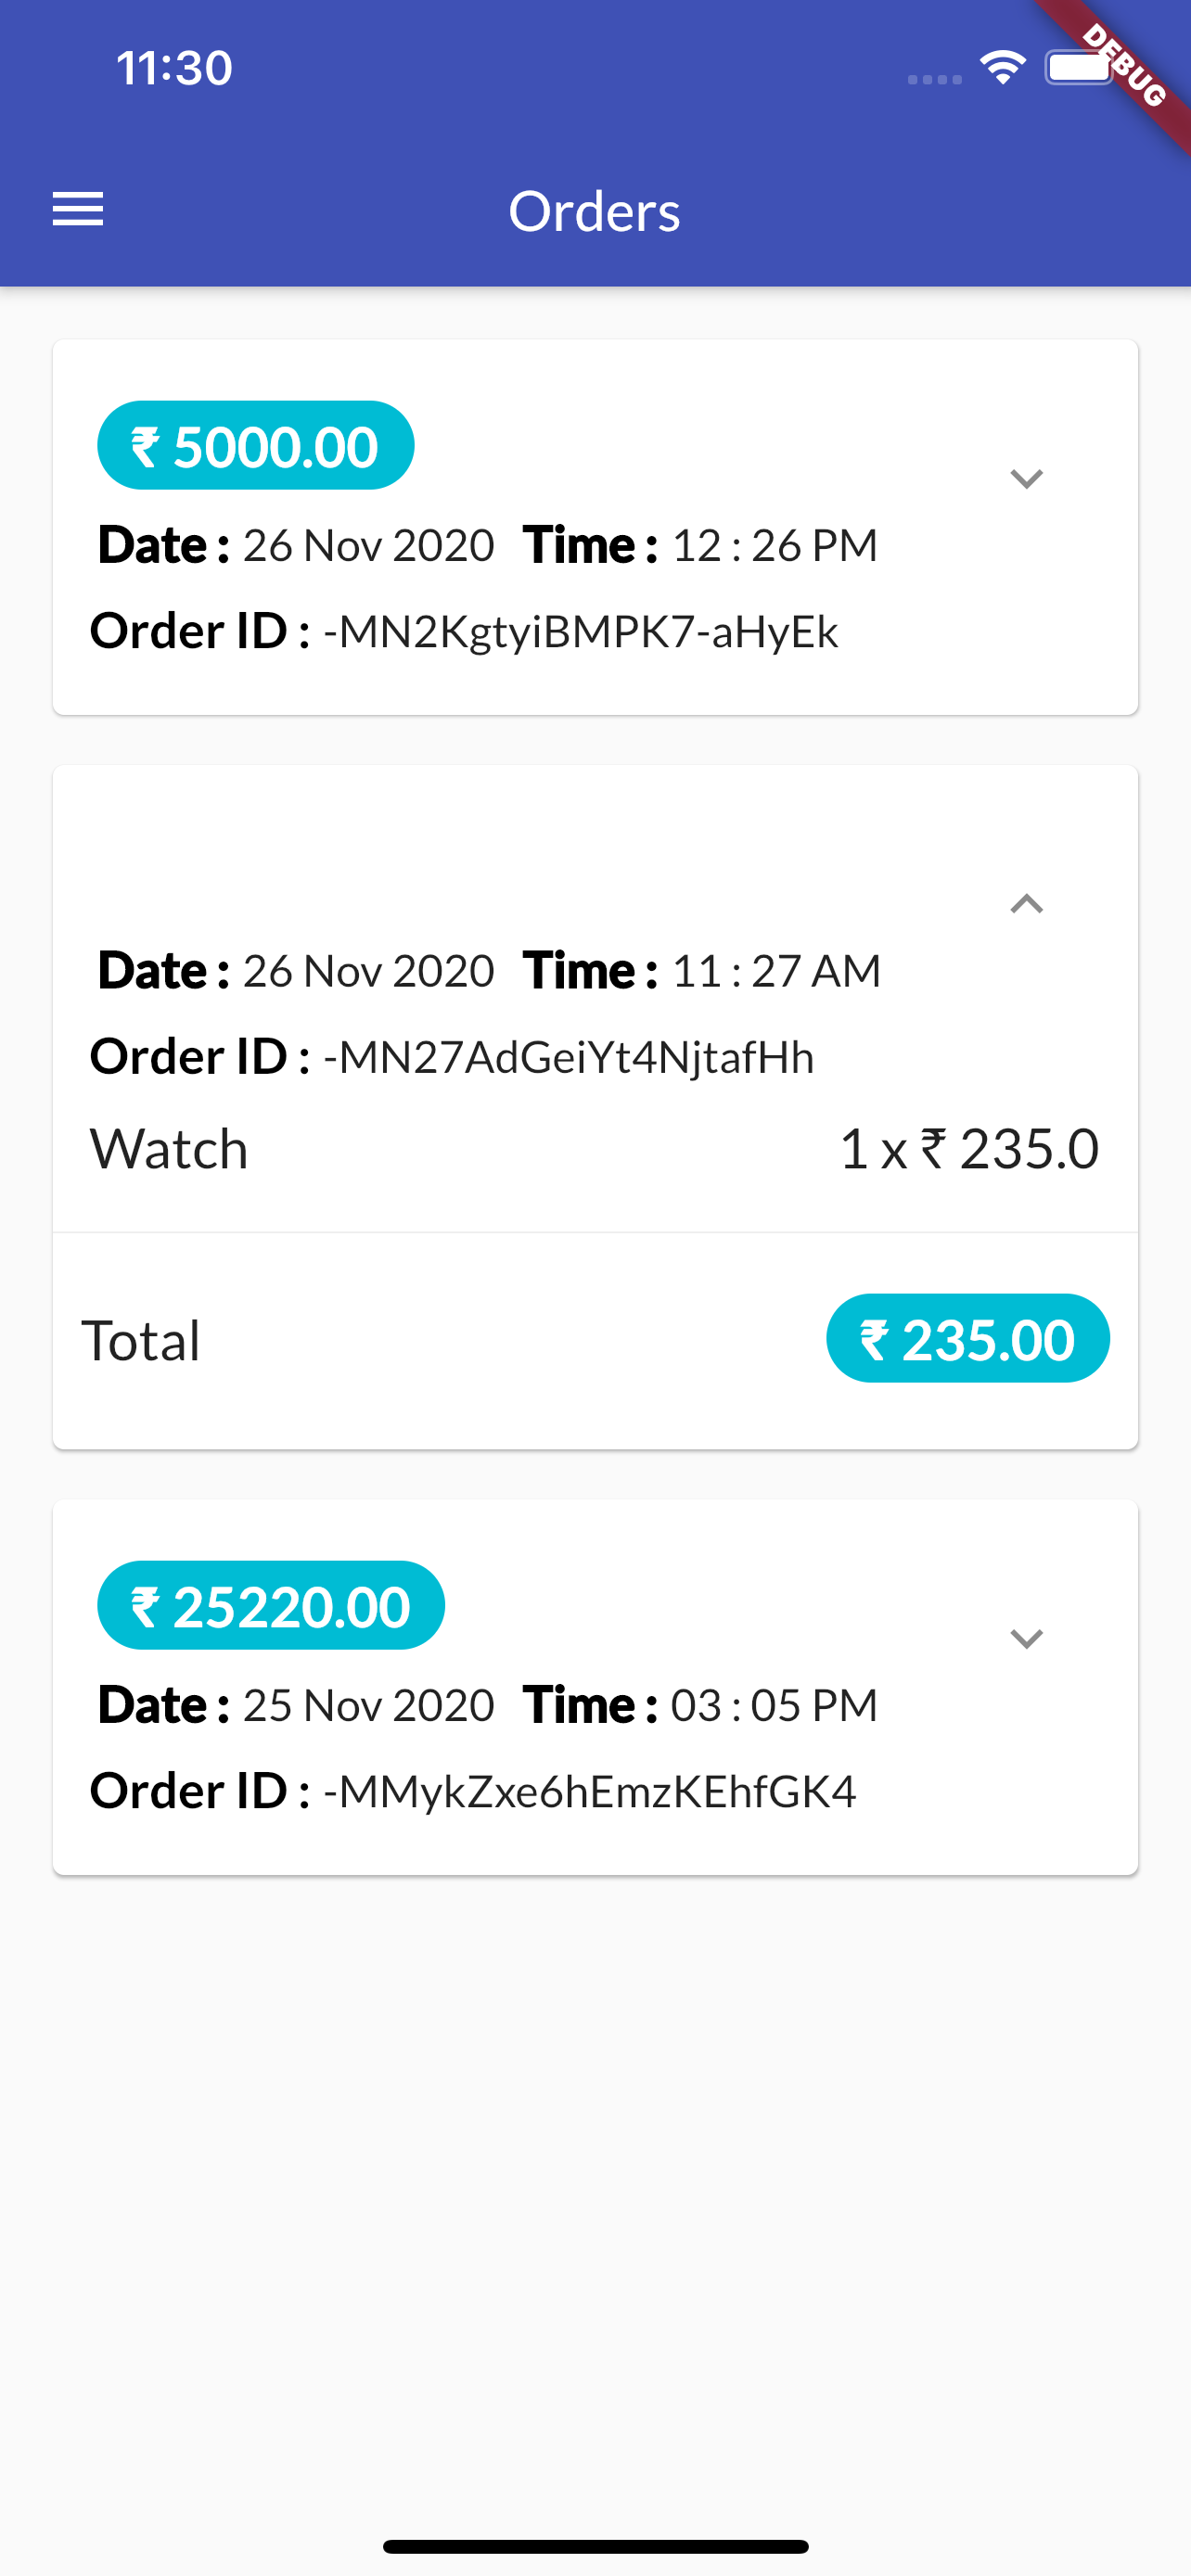 11:30
DEBUG
Orders
₹ 5000.00
Date : 26 Nov 2020 Time : 12 : 26 PM
Order ID : -MN2KgtyiBMPK7-aHyEk
Date : 26 Nov 2020 Time : 11 : 27 AM
Order ID : -MN27AdGeiYt4NjtafHh
Watch 1 x ₹ 235.0
Total ₹ 235.00
₹ 25220.00
Date : 25 Nov 2020 Time : 03 : 05 PM
Order ID : -MMykZxe6hEmzKEhfGK4